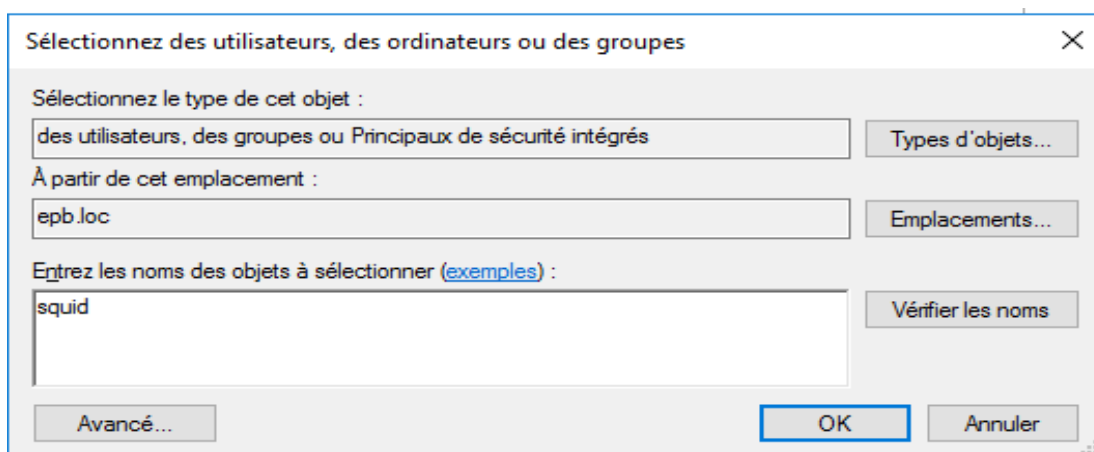 Sélectionnez des utilisateurs, des ordinateurs ou des groupes
Sélectionnez le type de cet objet :
des utilisateurs, des groupes ou Principaux de sécurité intégrés
Types d'objets...
À partir de cet emplacement :
epb.loc
Emplacements...
Entrez les noms des objets à sélectionner (exemples) :
squid
Vérifier les noms
Avancé...
OK
Annuler